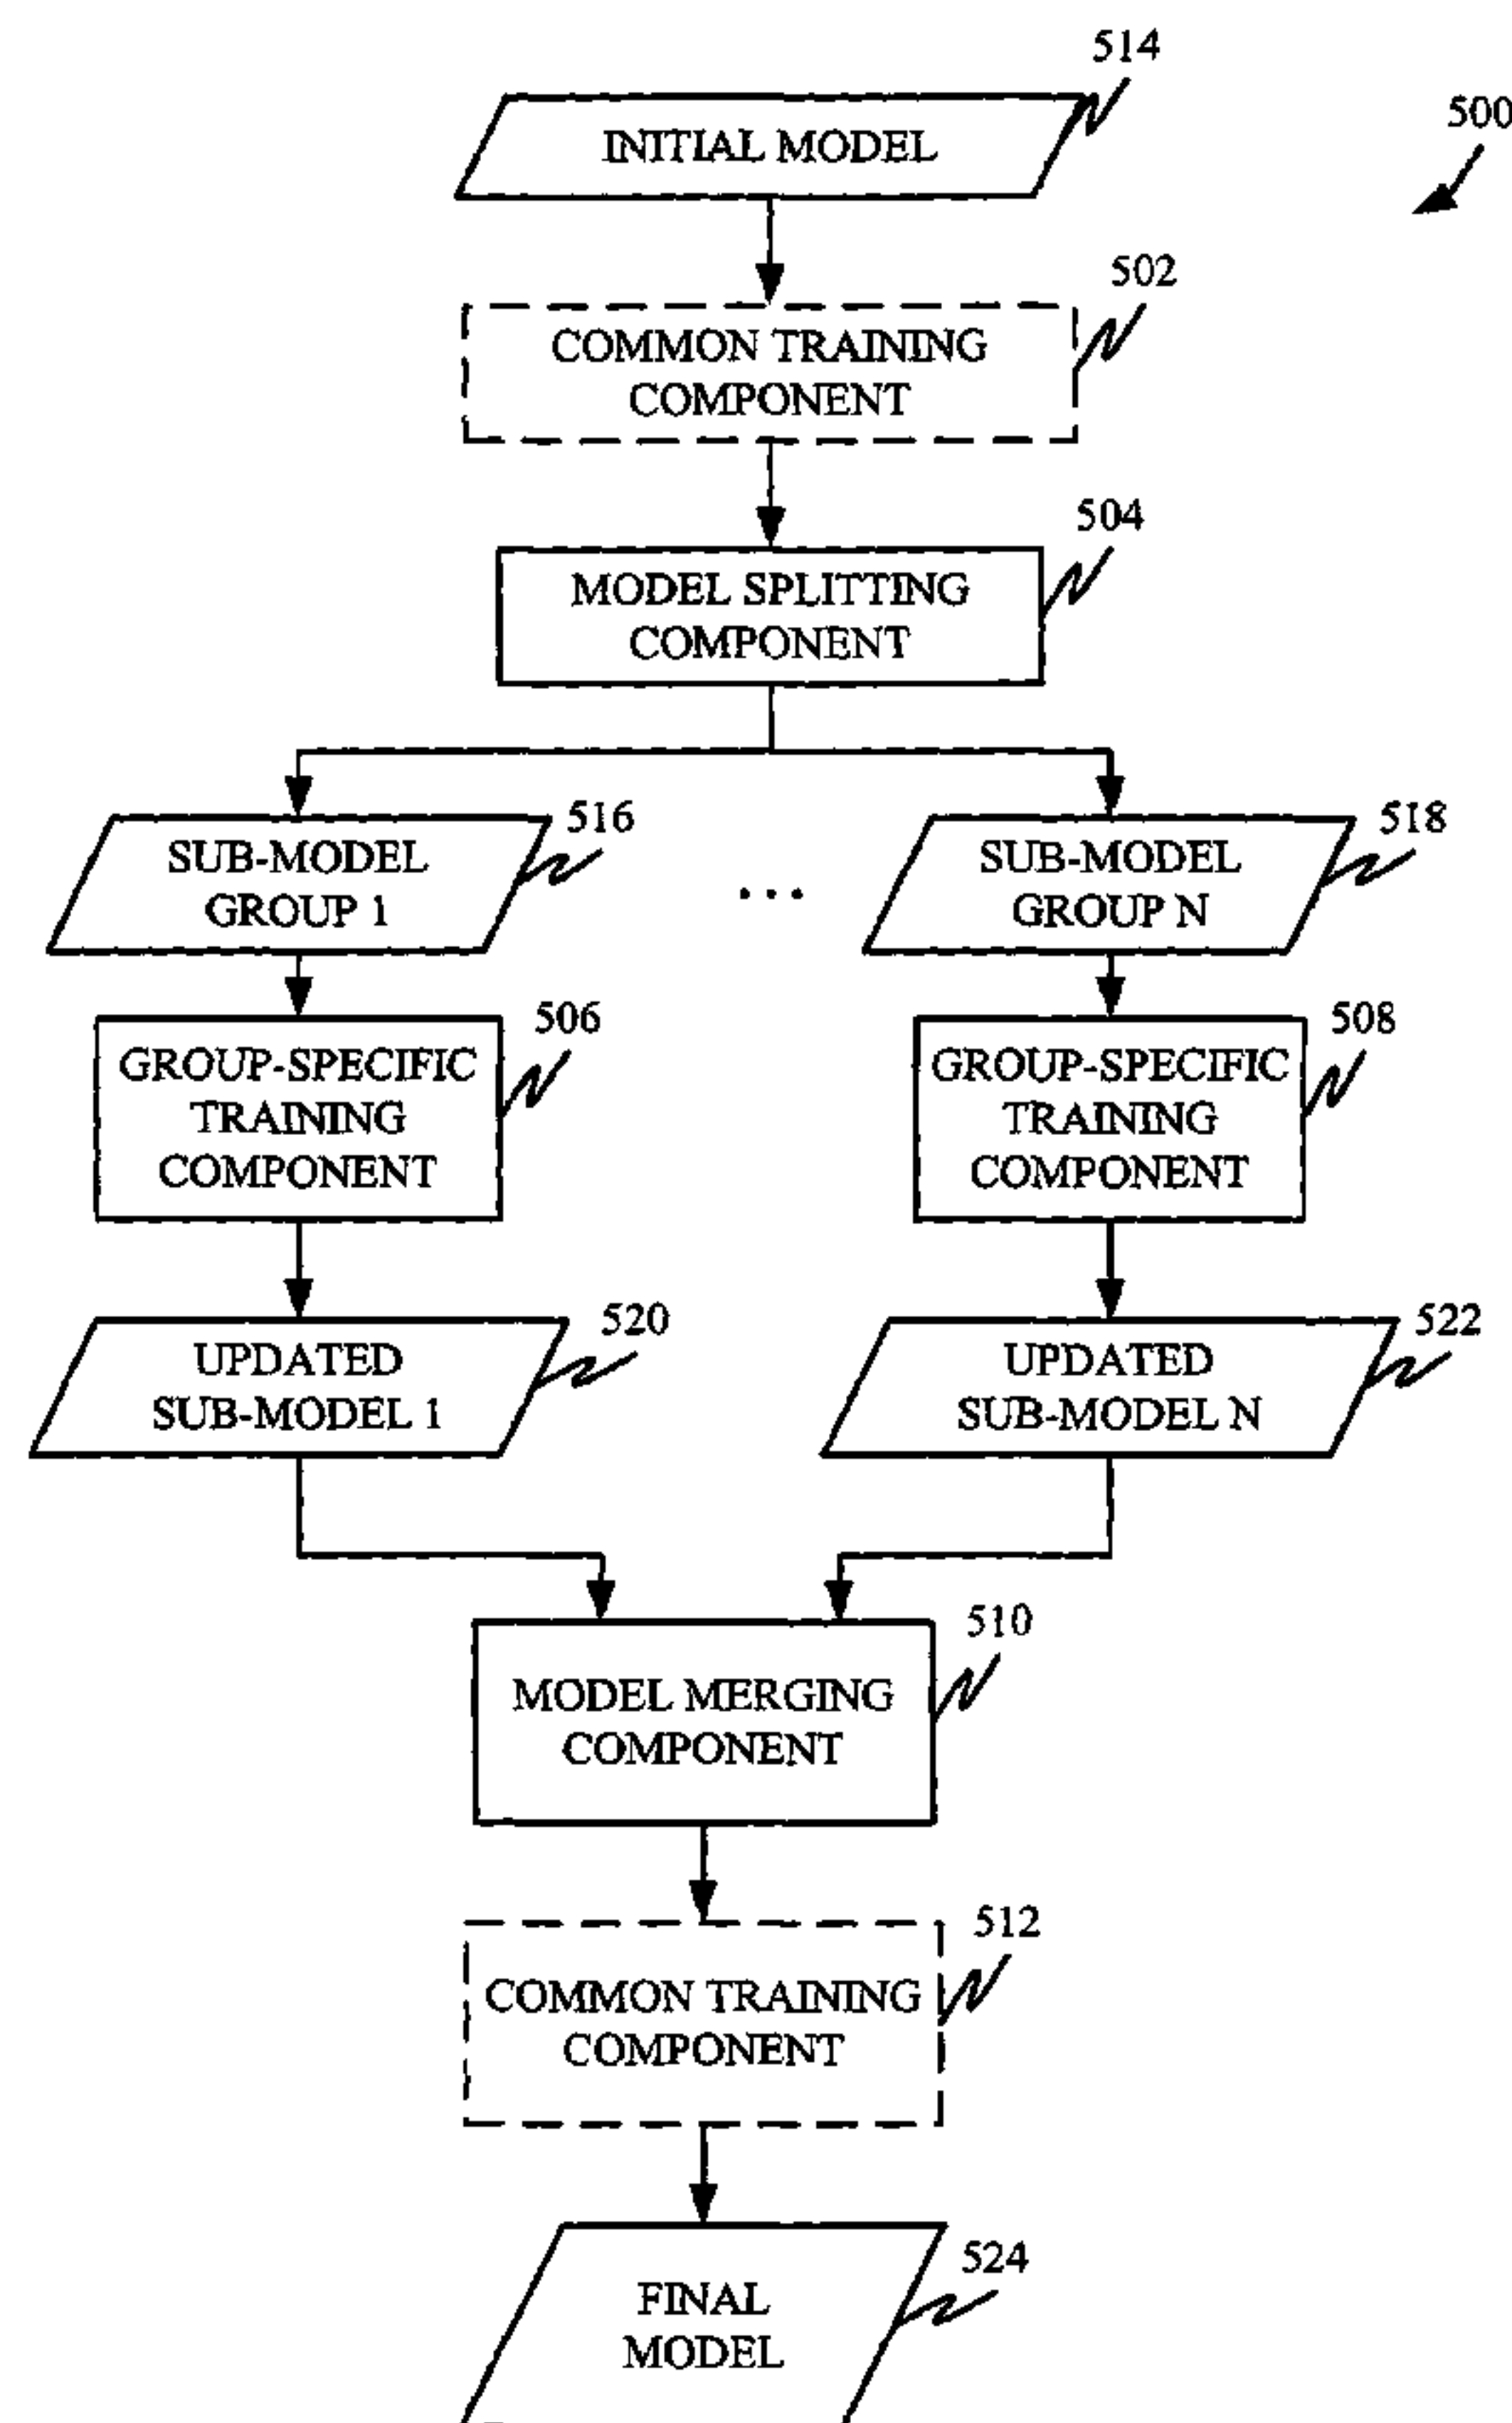 514
500
INITIAL MODEL
502
COMMON TRAINING
COMPONENT
504
MODEL SPLITTING
COMPONENT
516
518
SUB-MODEL
GROUP 1
...
SUB-MODEL
GROUP N
506
508
GROUP-SPECIFIC
TRAINING
COMPONENT
GROUP-SPECIFIC
TRAINING
COMPONENT
520
522
UPDATED
SUB-MODEL 1
UPDATED
SUB-MODEL N
510
MODEL MERGING
COMPONENT
512
COMMON TRAINING
COMPONENT
524
FINAL
MODEL